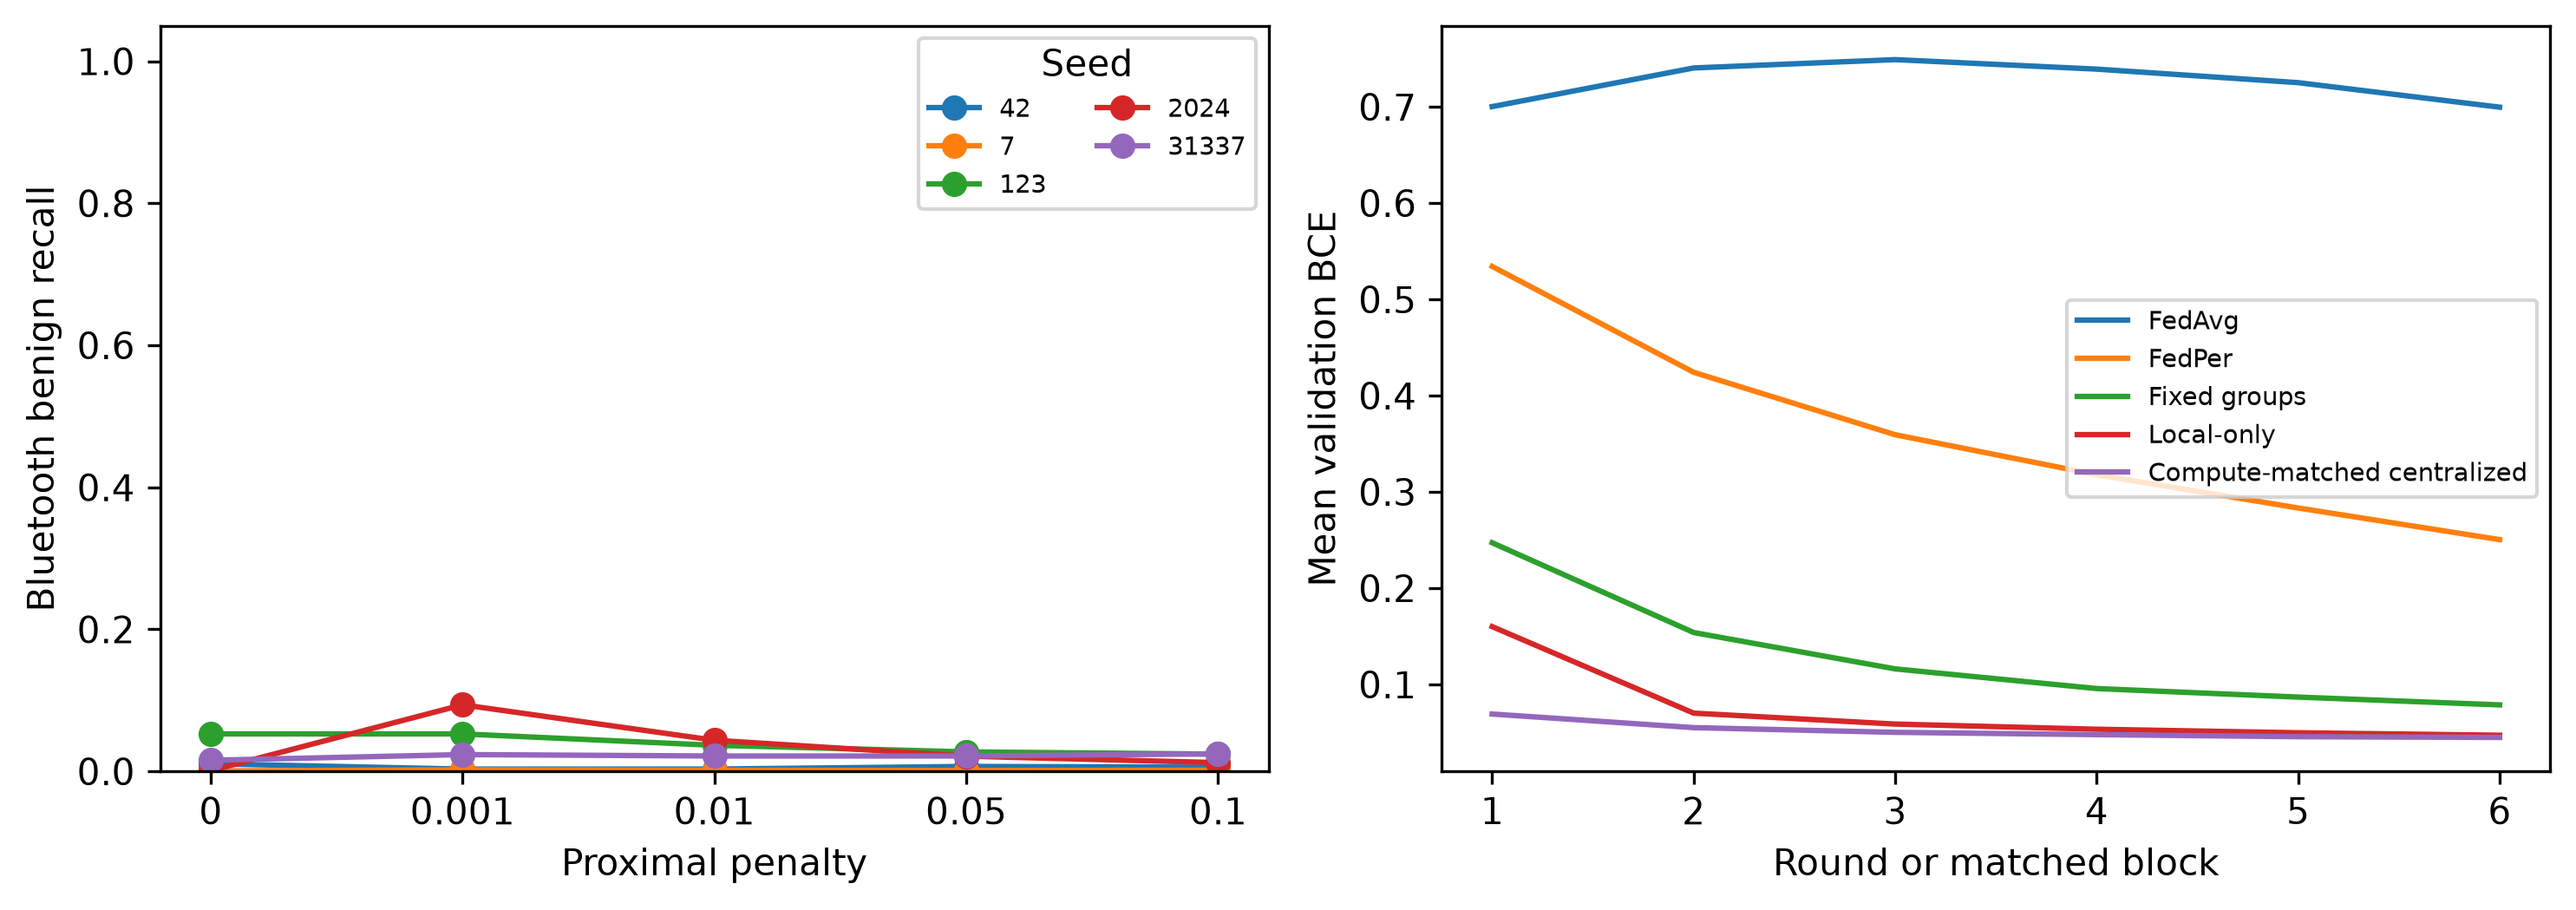 Bluetooth benign recall
1.0
0.8
0.6
0.4
0.2
0.0
0 0.001 0.01 0.05 0.1
Proximal penalty
Seed
42 2024
7 31337
123
Mean validation BCE
0.7
0.6
0.5
0.4
0.3
0.2
0.1
1 2 3 4 5 6
Round or matched block
FedAvg
FedPer
Fixed groups
Local-only
Compute-matched centralized